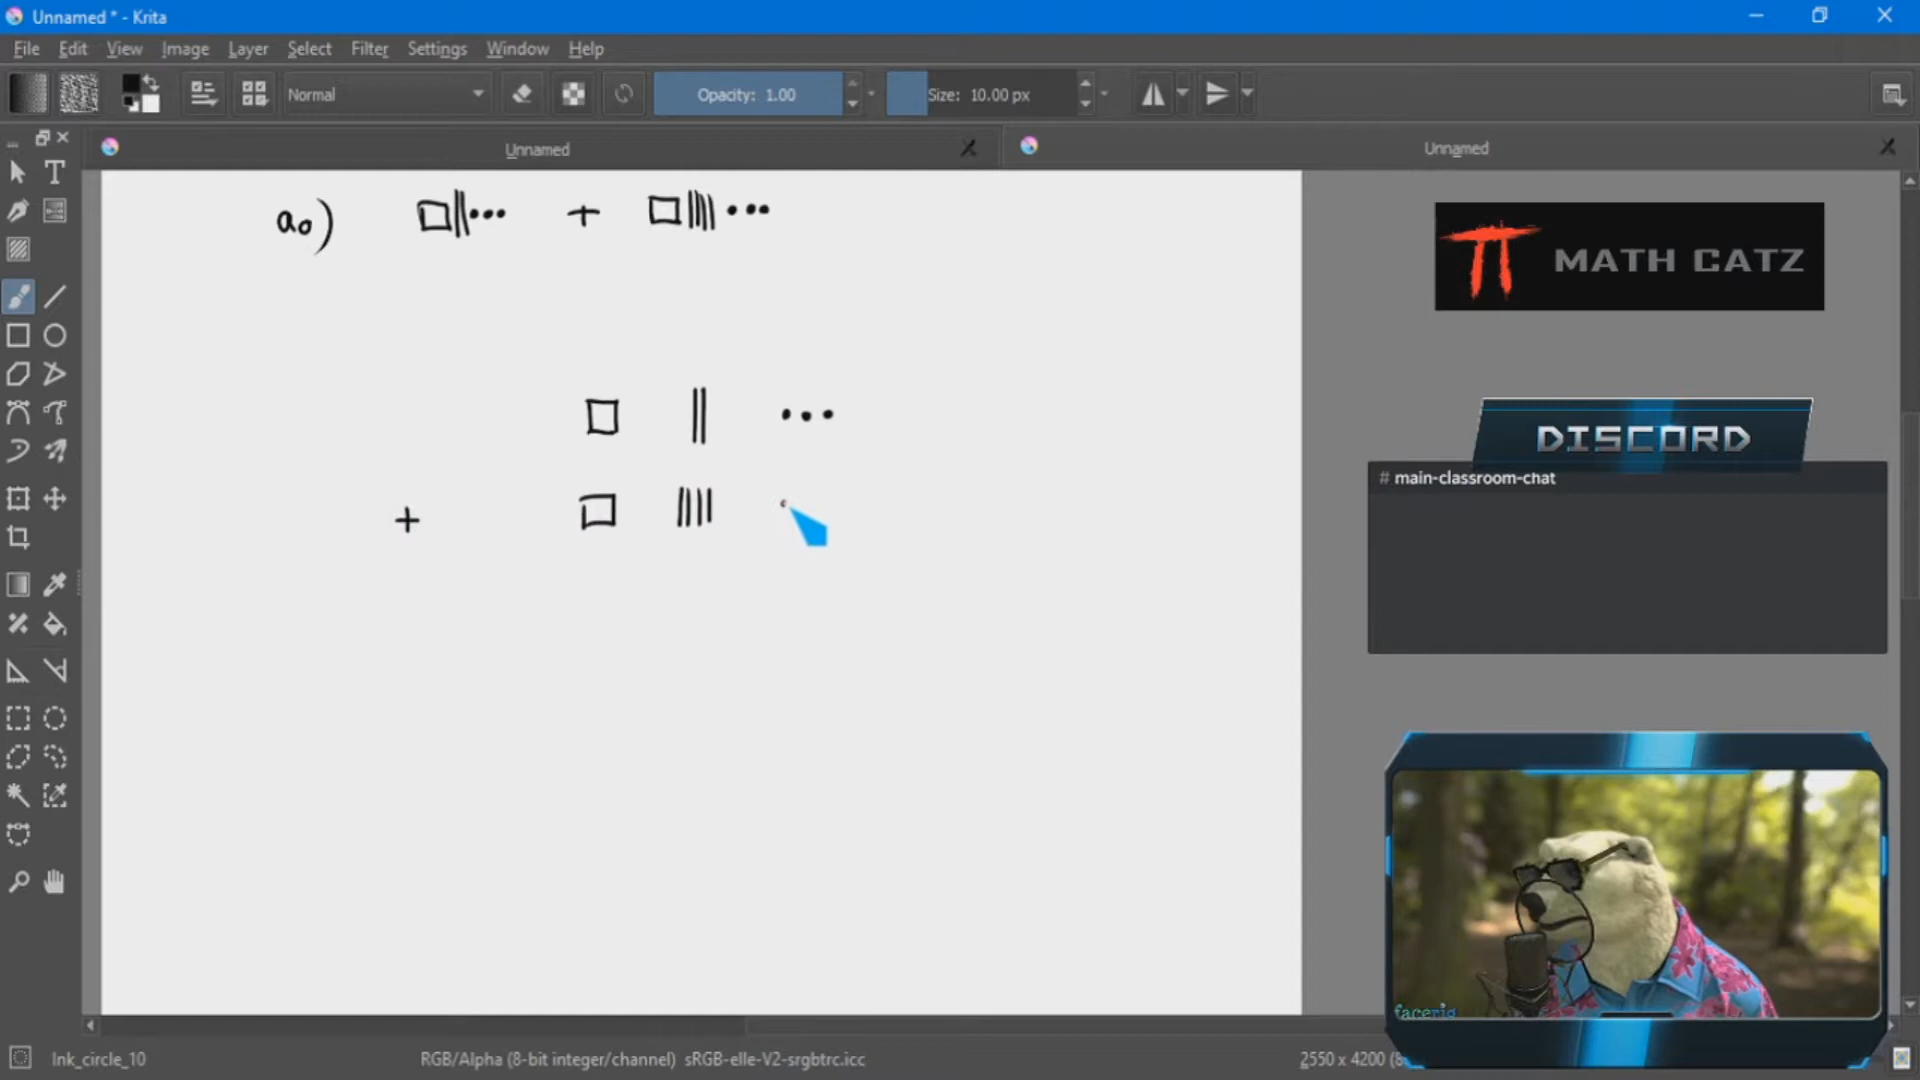 Unnamed * - Krita
File Edit View Image Layer Select Filter Settings Window Help
Normal Opacity: 1.00 Size: 10.00 px
Unnamed Unnamed
a₀) □||••• + □||||•••
□ || •••
+ □ |||| •
π MATH CATZ
DISCORD
# main-classroom-chat
facerig
Ink_circle_10 RGB/Alpha (8-bit integer/channel) sRGB-elle-V2-srgbtrc.icc 2550 x 4200 (8